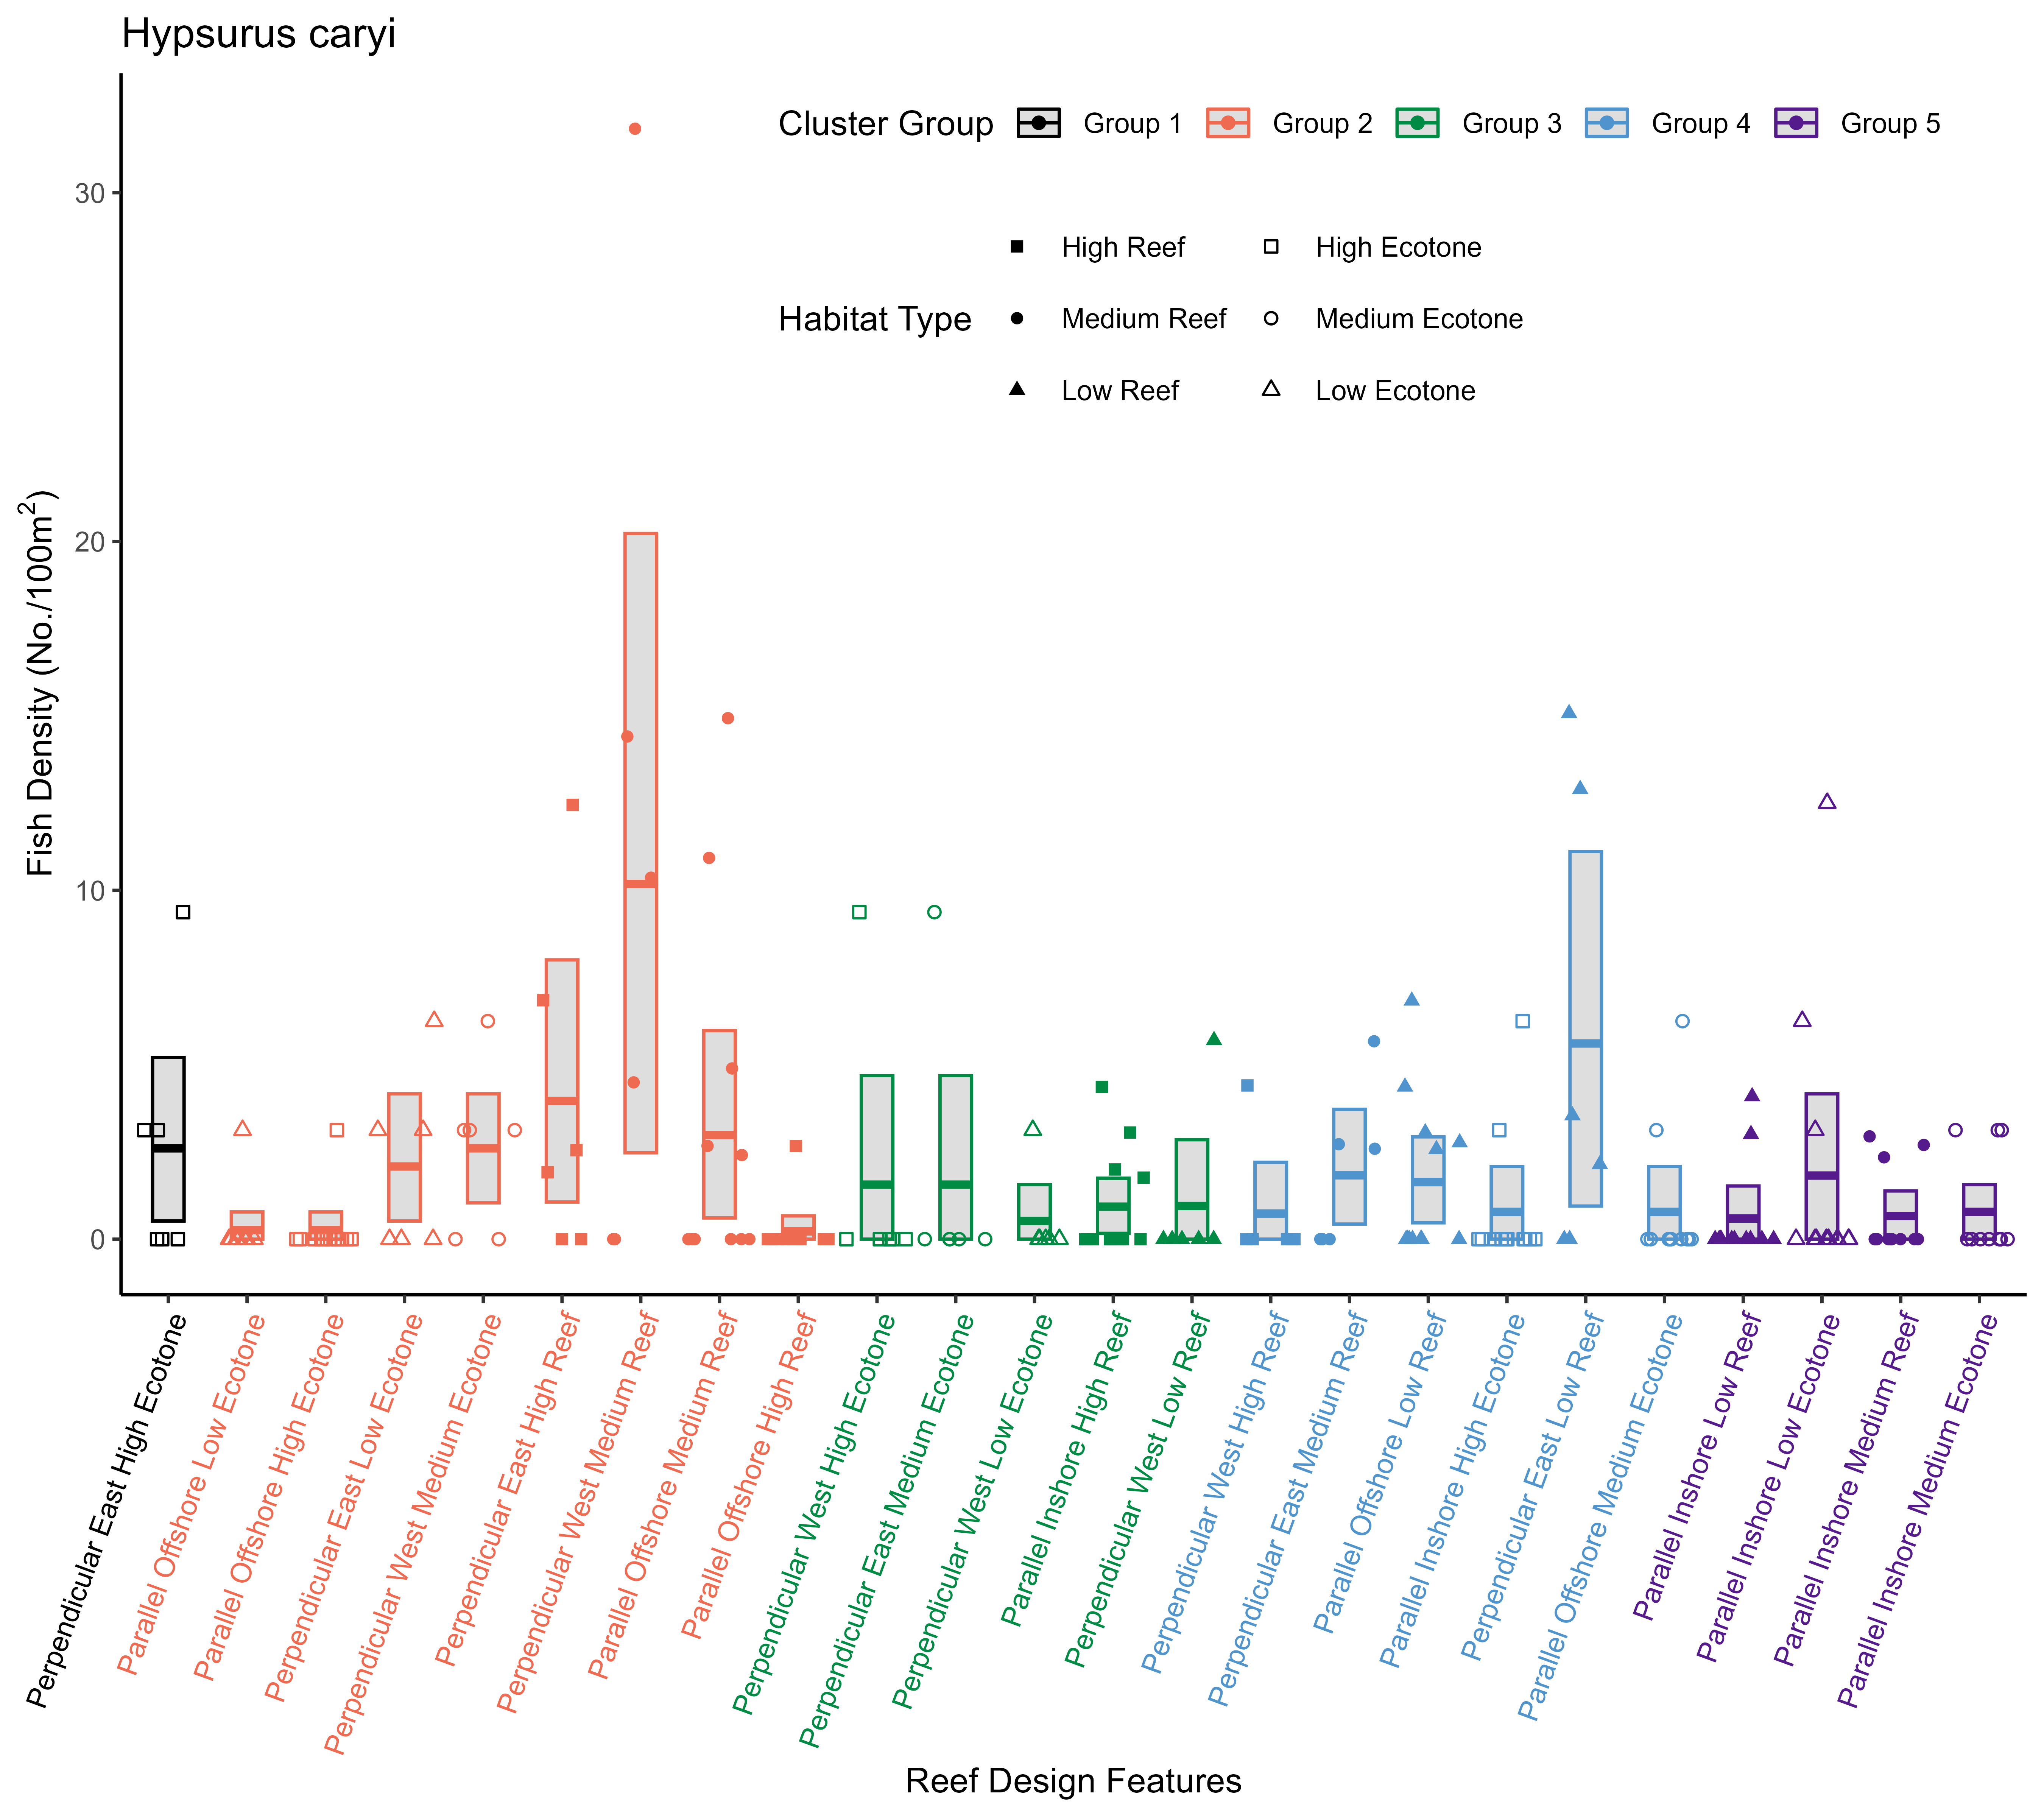 Hypsurus caryi
Cluster Group
Group 1
Group 2
Group 3
Group 4
Group 5
Habitat Type
High Reef
High Ecotone
Medium Reef
Medium Ecotone
Low Reef
Low Ecotone
Fish Density (No./100m²)
30
20
10
0
Perpendicular East High Ecotone
Parallel Offshore Low Ecotone
Parallel Offshore High Ecotone
Perpendicular East Low Ecotone
Perpendicular West Medium Ecotone
Perpendicular East High Reef
Perpendicular West Medium Reef
Parallel Offshore Medium Reef
Parallel Offshore High Reef
Perpendicular West High Ecotone
Perpendicular East Medium Ecotone
Perpendicular West Low Ecotone
Parallel Inshore High Reef
Perpendicular West Low Reef
Perpendicular West High Reef
Perpendicular East Medium Reef
Parallel Offshore Low Reef
Parallel Inshore High Ecotone
Perpendicular East Low Reef
Parallel Offshore Medium Ecotone
Parallel Inshore Low Reef
Parallel Inshore Low Ecotone
Parallel Inshore Medium Reef
Parallel Inshore Medium Ecotone
Reef Design Features